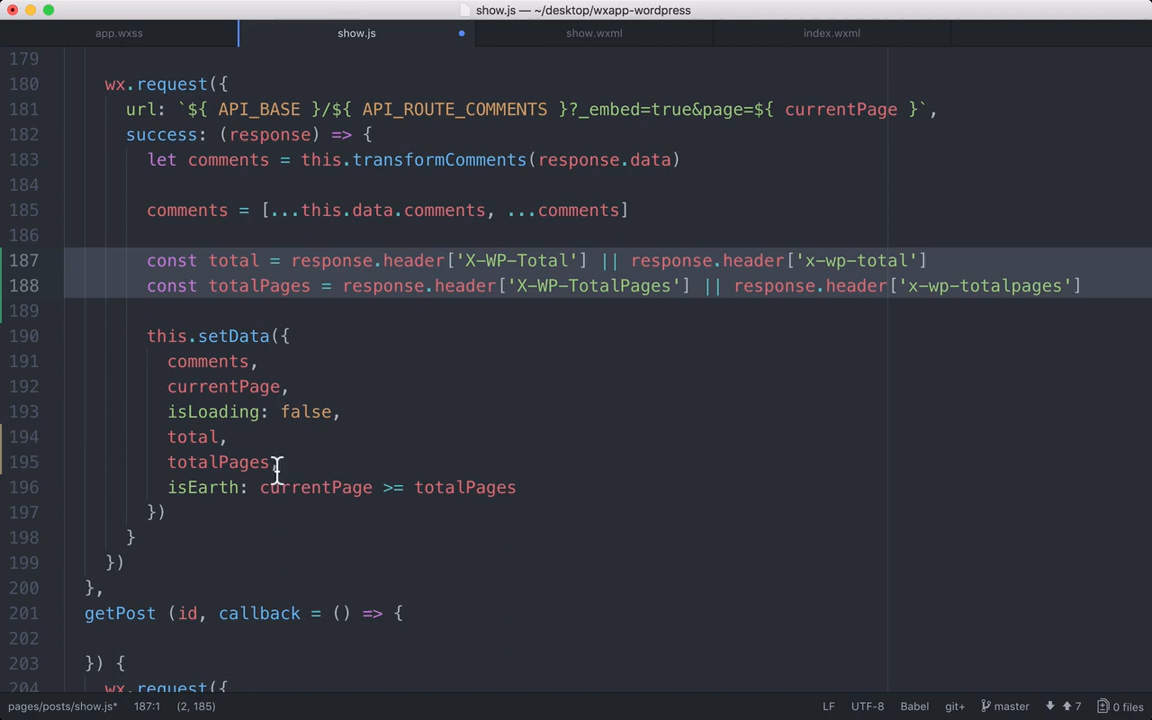 show.js — ~/desktop/wxapp-wordpress
app.wxss show.js show.wxml index.wxml
179
180 wx.request({
181 url: `${ API_BASE }/${ API_ROUTE_COMMENTS }?_embed=true&page=${ currentPage }`,
182 success: (response) => {
183 let comments = this.transformComments(response.data)
184
185 comments = [...this.data.comments, ...comments]
186
187 const total = response.header['X-WP-Total'] || response.header['x-wp-total']
188 const totalPages = response.header['X-WP-TotalPages'] || response.header['x-wp-totalpages']
189
190 this.setData({
191 comments,
192 currentPage,
193 isLoading: false,
194 total,
195 totalPages,
196 isEarth: currentPage >= totalPages
197 })
198 }
199 })
200 },
201 getPost (id, callback = () => {
202
203 }) {
204 wx.request({
pages/posts/show.js* 187:1 (2, 185) LF UTF-8 Babel git+ master 7 0 files